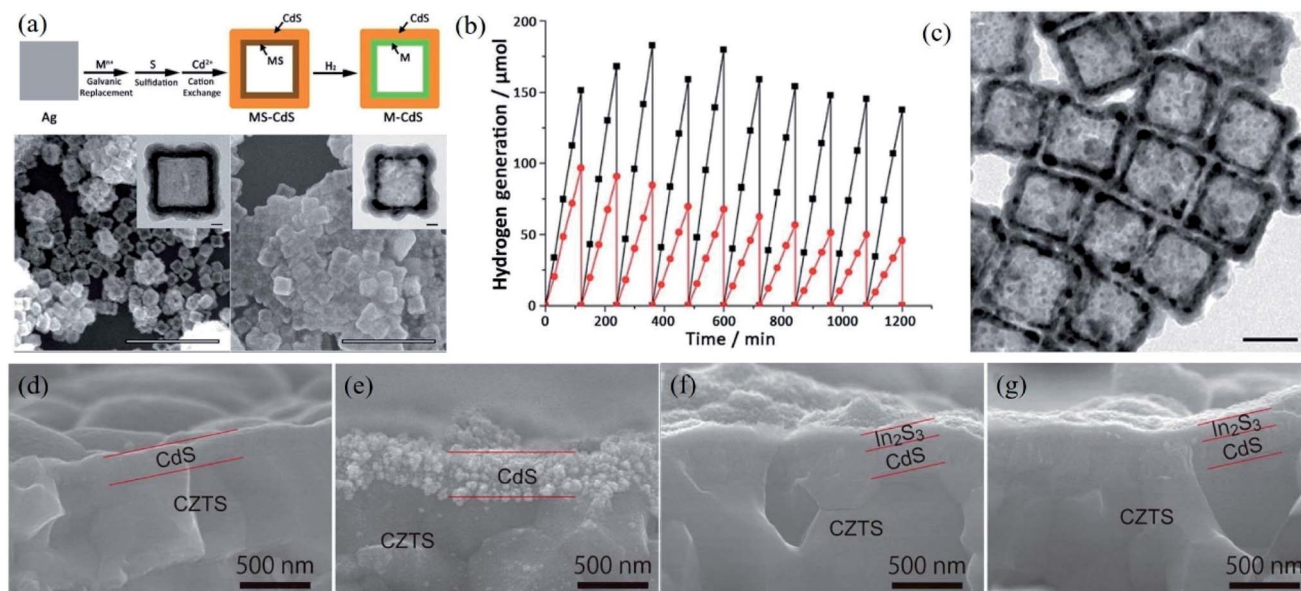 (a)
CdS
CdS
Mⁿ⁺
S
Cd²⁺
MS
H₂
M
Galvanic
Replacement
Sulfidation
Cation
Exchange
Ag
MS-CdS
M-CdS
(b)
Hydrogen generation / μmol
200
150
100
50
0
0 200 400 600 800 1000 1200
Time / min
(c)
(d)
CdS
CZTS
500 nm
(e)
CdS
CZTS
500 nm
(f)
In₂S₃
CdS
CZTS
500 nm
(g)
In₂S₃
CdS
CZTS
500 nm